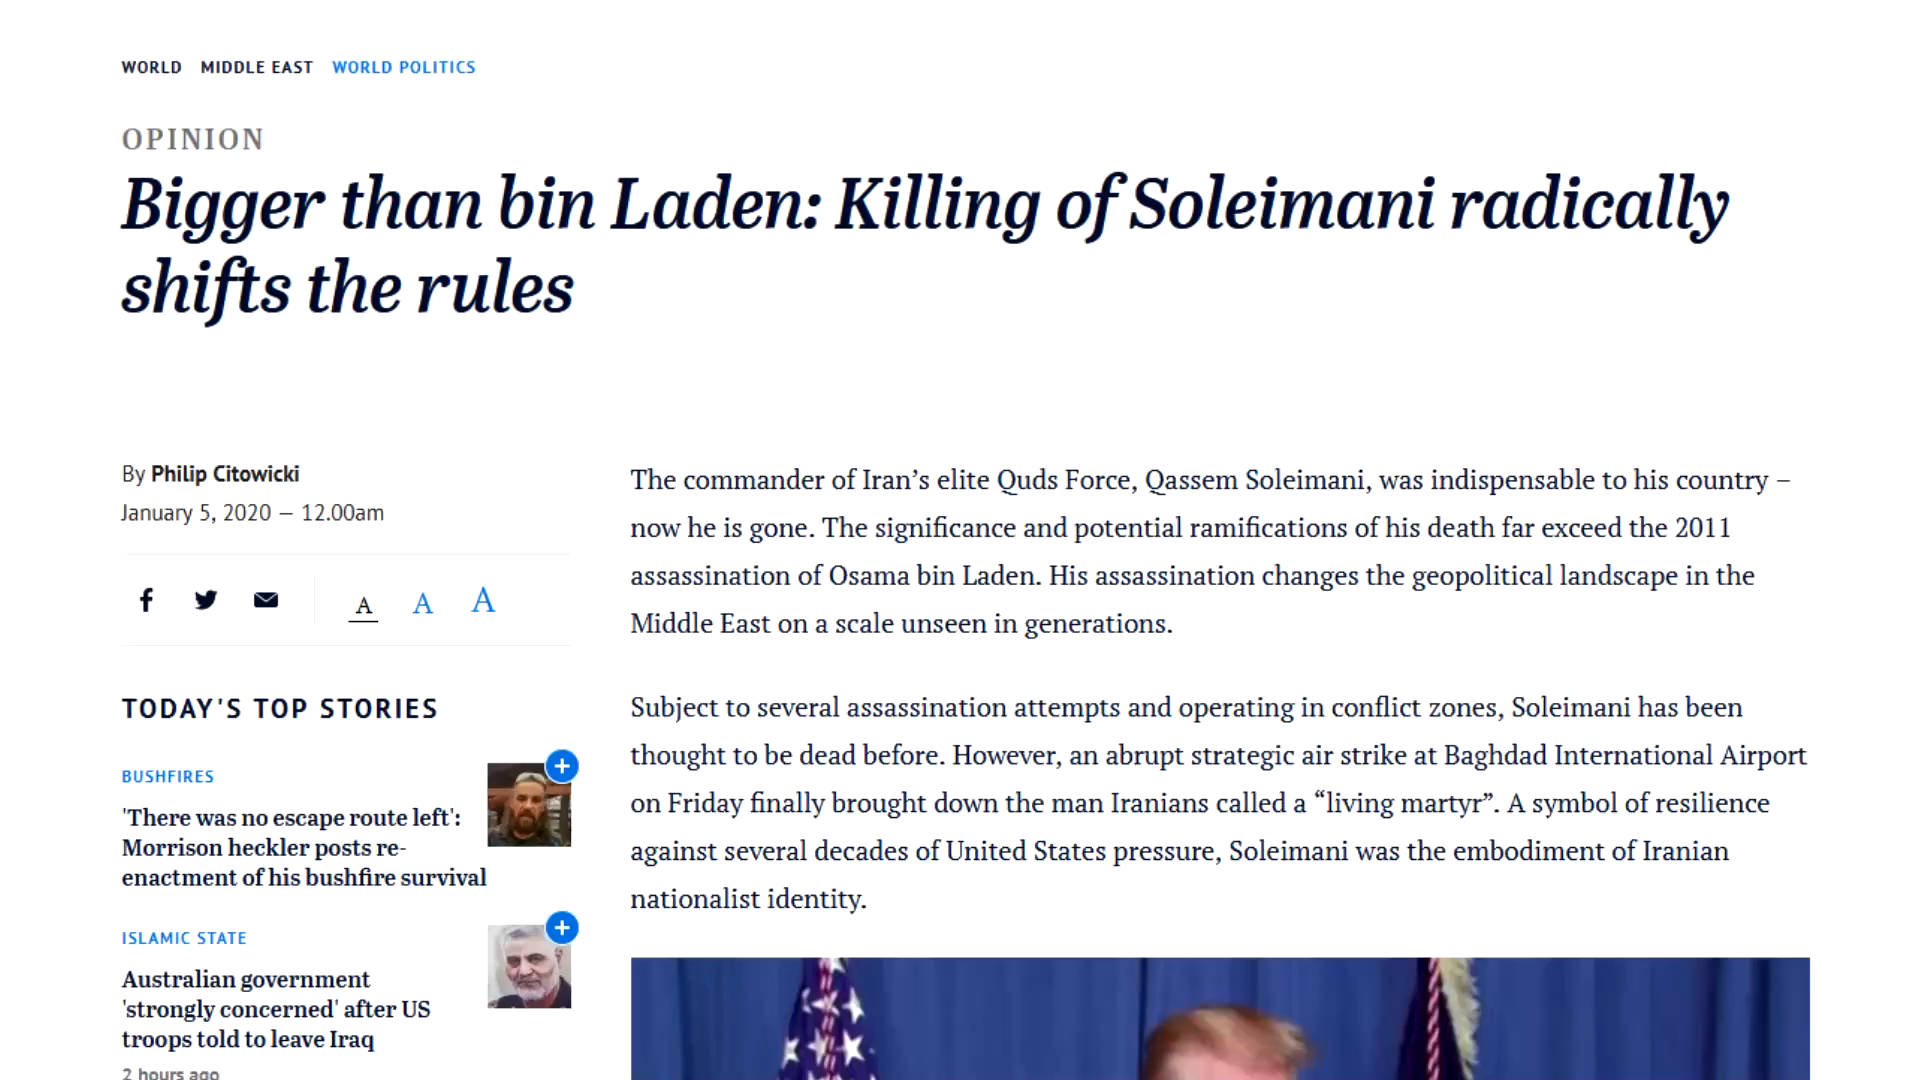 WORLD MIDDLE EAST WORLD POLITICS
OPINION
Bigger than bin Laden: Killing of Soleimani radically
shifts the rules
By Philip Citowicki
January 5, 2020 — 12.00am
A A A
TODAY'S TOP STORIES
BUSHFIRES
'There was no escape route left':
Morrison heckler posts re-
enactment of his bushfire survival
ISLAMIC STATE
Australian government
'strongly concerned' after US
troops told to leave Iraq
2 hours ago
The commander of Iran’s elite Quds Force, Qassem Soleimani, was indispensable to his country –
now he is gone. The significance and potential ramifications of his death far exceed the 2011
assassination of Osama bin Laden. His assassination changes the geopolitical landscape in the
Middle East on a scale unseen in generations.
Subject to several assassination attempts and operating in conflict zones, Soleimani has been
thought to be dead before. However, an abrupt strategic air strike at Baghdad International Airport
on Friday finally brought down the man Iranians called a “living martyr”. A symbol of resilience
against several decades of United States pressure, Soleimani was the embodiment of Iranian
nationalist identity.